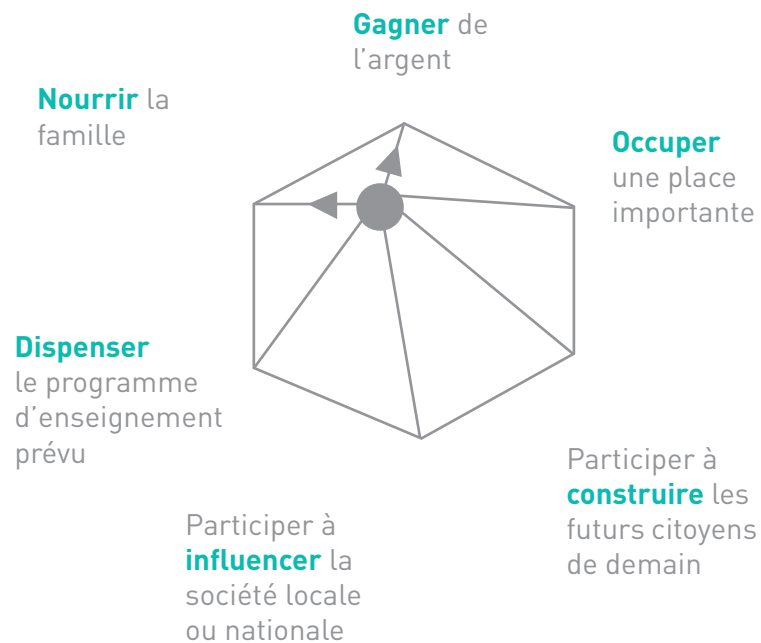 Gagner de
l'argent
Nourrir la
famille
Occuper
une place
importante
Dispenser
le programme
d'enseignement
prévu
Participer à
construire les
futurs citoyens
de demain
Participer à
influencer la
société locale
ou nationale